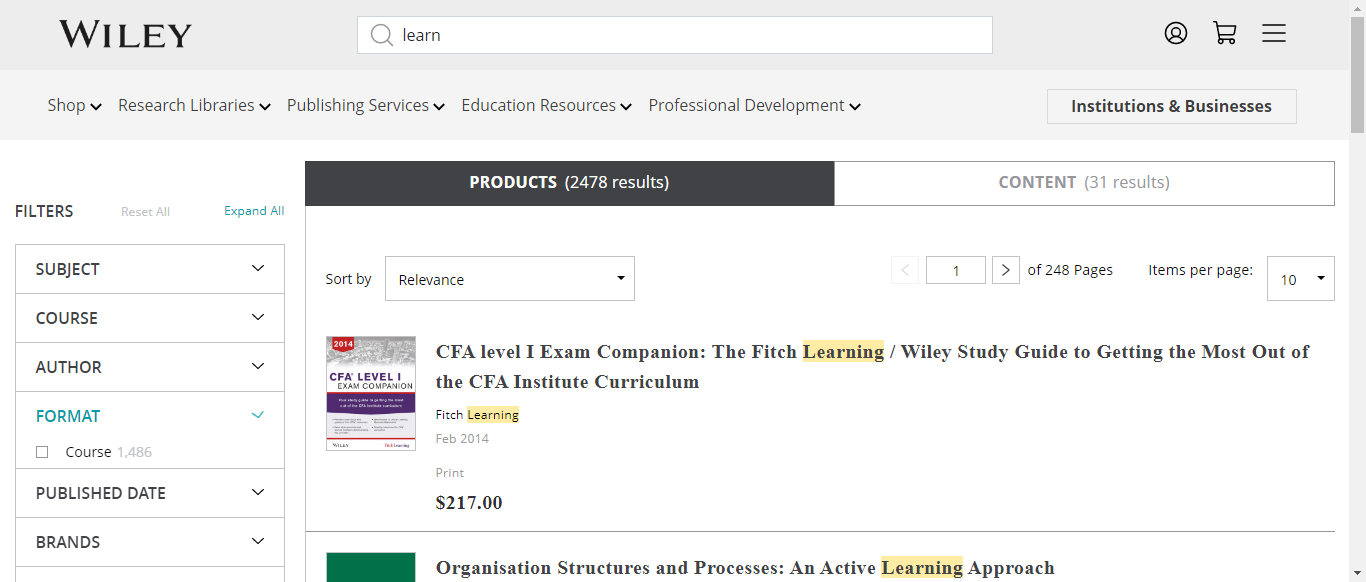 WILEY
learn
Shop
Research Libraries
Publishing Services
Education Resources
Professional Development
Institutions & Businesses
PRODUCTS (2478 results)
CONTENT (31 results)
FILTERS
Reset All
Expand All
SUBJECT
COURSE
AUTHOR
FORMAT
Course 1,486
PUBLISHED DATE
BRANDS
Sort by
Relevance
1
of 248 Pages
Items per page:
10
2014
CFA® LEVEL I
EXAM COMPANION
WILEY
Fitch Learning
CFA level I Exam Companion: The Fitch Learning / Wiley Study Guide to Getting the Most Out of
the CFA Institute Curriculum
Fitch Learning
Feb 2014
Print
$217.00
Organisation Structures and Processes: An Active Learning Approach